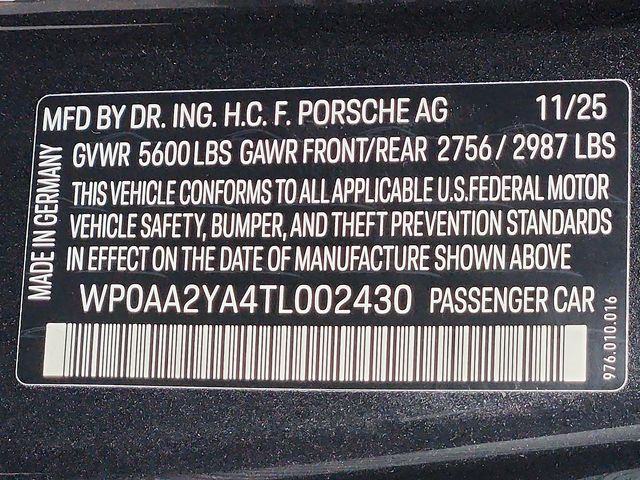 MFD BY DR. ING. H.C. F. PORSCHE AG 11/25
GVWR 5600 LBS GAWR FRONT/REAR 2756 / 2987 LBS
THIS VEHICLE CONFORMS TO ALL APPLICABLE U.S.FEDERAL MOTOR
VEHICLE SAFETY, BUMPER, AND THEFT PREVENTION STANDARDS
IN EFFECT ON THE DATE OF MANUFACTURE SHOWN ABOVE
WP0AA2YA4TL002430 PASSENGER CAR
MADE IN GERMANY
976.010.016